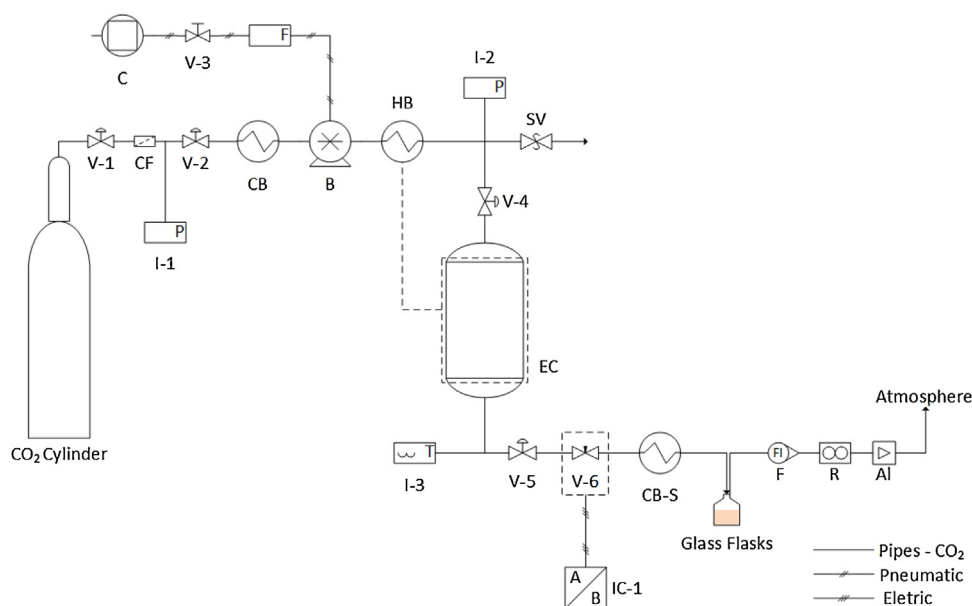 F
C
V-3
I-2
P
HB
SV
V-1
CF
V-2
CB
B
V-4
P
I-1
EC
Atmosphere
CO₂ Cylinder
T
FI
I-3
V-5
V-6
CB-S
F
R
Al
Glass Flasks
Pipes - CO₂
A
B
IC-1
Pneumatic
Eletric